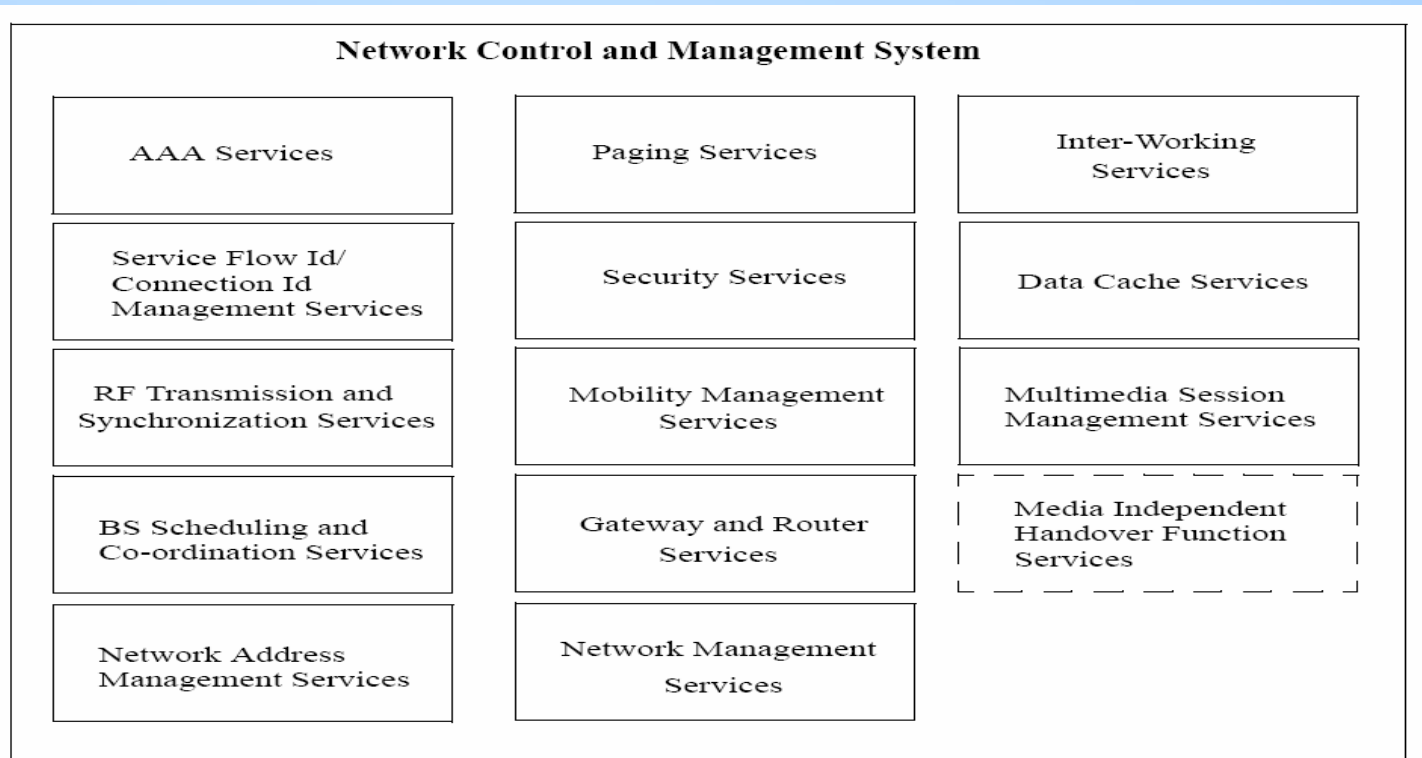 Network Control and Management System
AAA Services
Paging Services
Inter-Working
Services
Service Flow Id/
Connection Id
Management Services
Security Services
Data Cache Services
RF Transmission and
Synchronization Services
Mobility Management
Services
Multimedia Session
Management Services
BS Scheduling and
Co-ordination Services
Gateway and Router
Services
Media Independent
Handover Function
Services
Network Address
Management Services
Network Management
Services